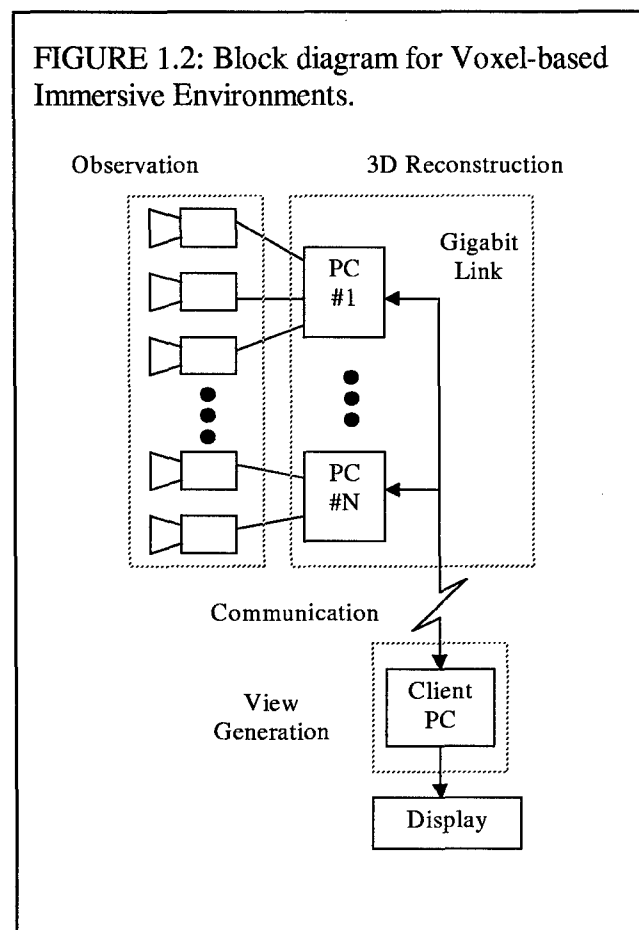 FIGURE 1.2: Block diagram for Voxel-based
Immersive Environments.
Observation
3D Reconstruction
Gigabit
Link
PC
#1
PC
#N
Communication
View
Generation
Client
PC
Display